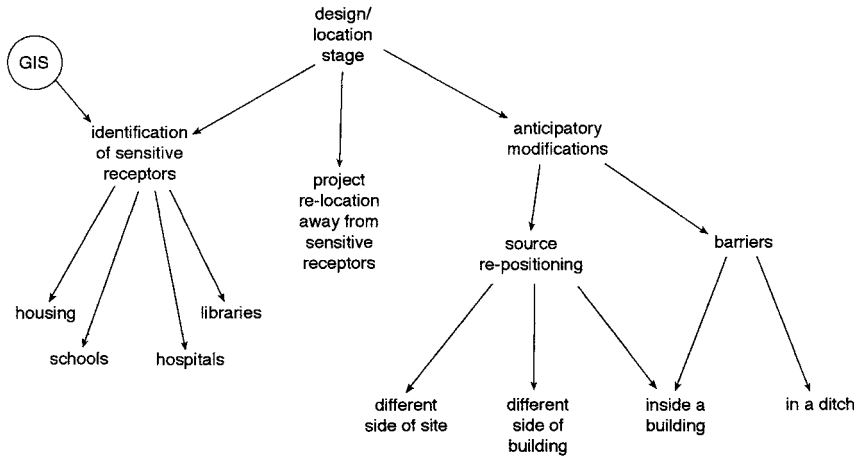 design/
location
stage
GIS
identification
of sensitive
receptors
project
re-location
away from
sensitive
receptors
anticipatory
modifications
source
re-positioning
barriers
housing
libraries
schools
hospitals
different
side of site
different
side of
building
inside a
building
in a ditch